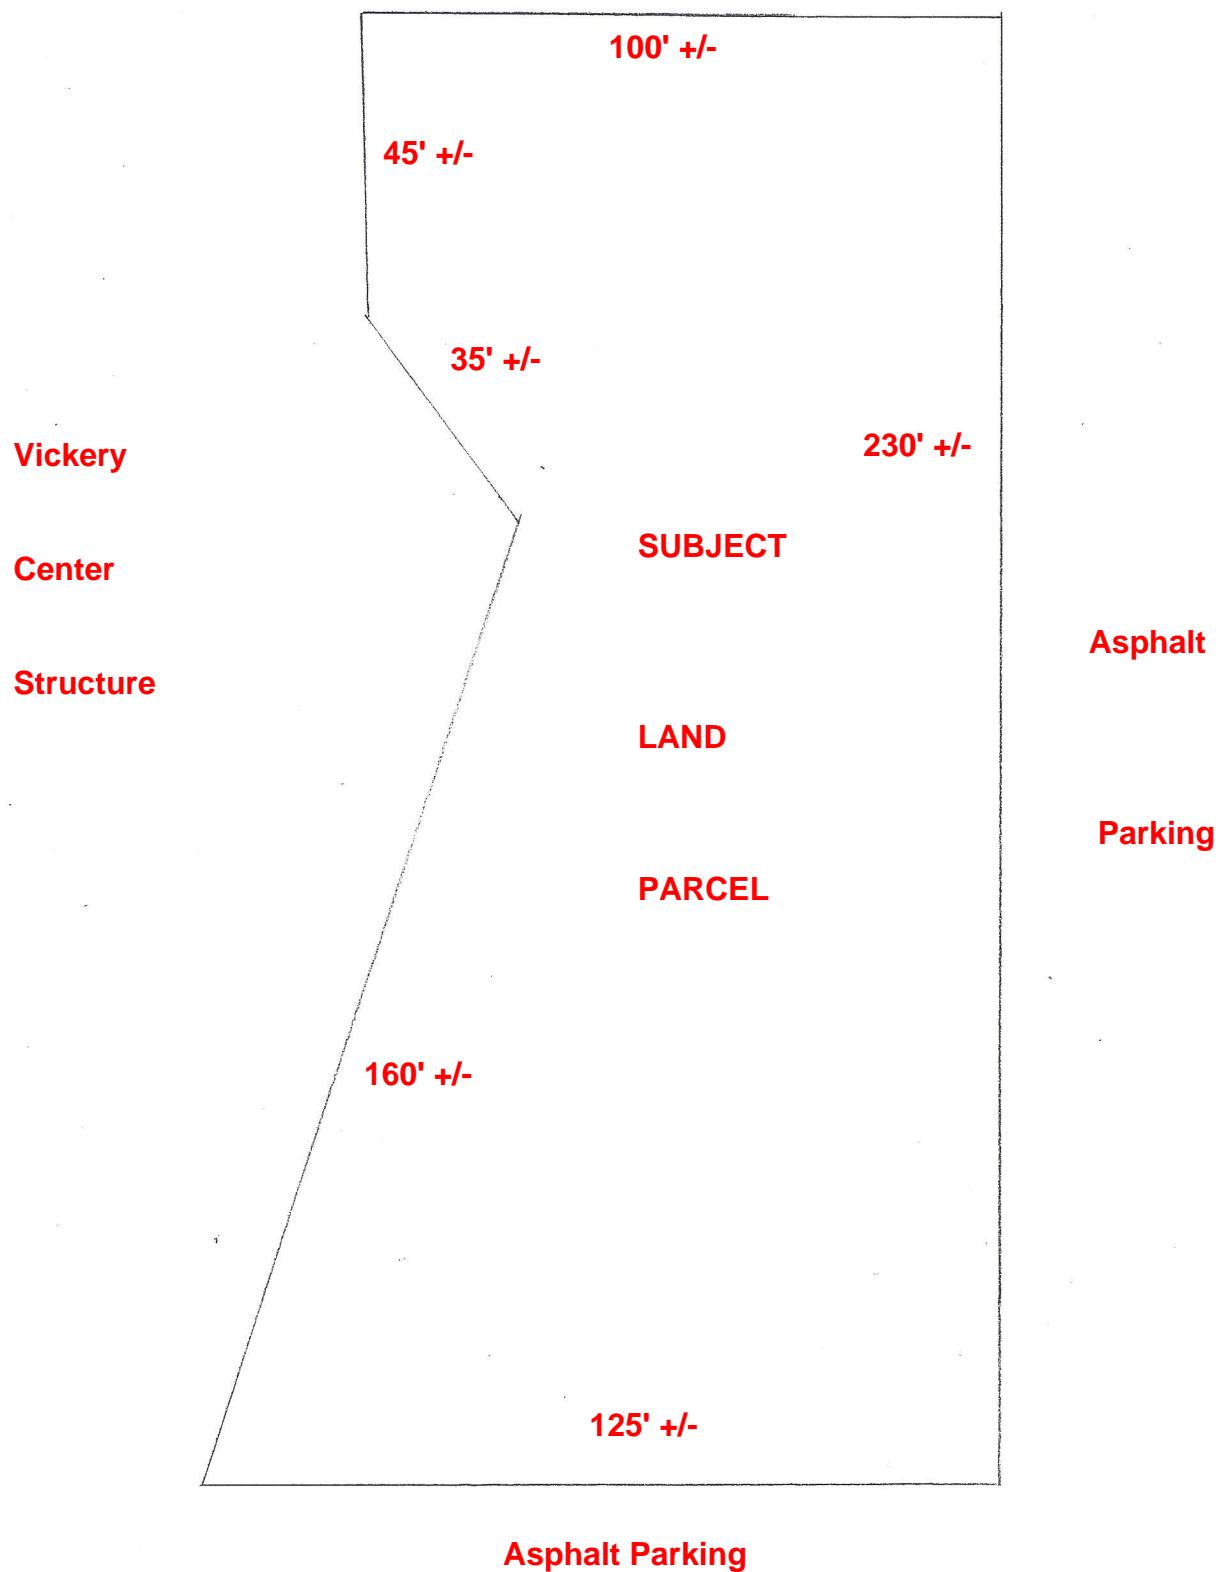 100' +/-
45' +/-
35' +/-
230' +/-
Vickery
Center
Structure
SUBJECT
LAND
PARCEL
Asphalt
Parking
160' +/-
125' +/-
Asphalt Parking